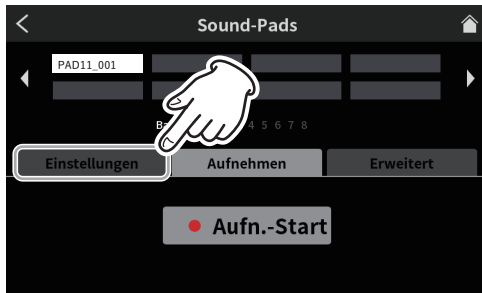 Sound-Pads
PAD11_001
Ba 4 5 6 7 8
Einstellungen Aufnehmen Erweitert
Aufn.-Start